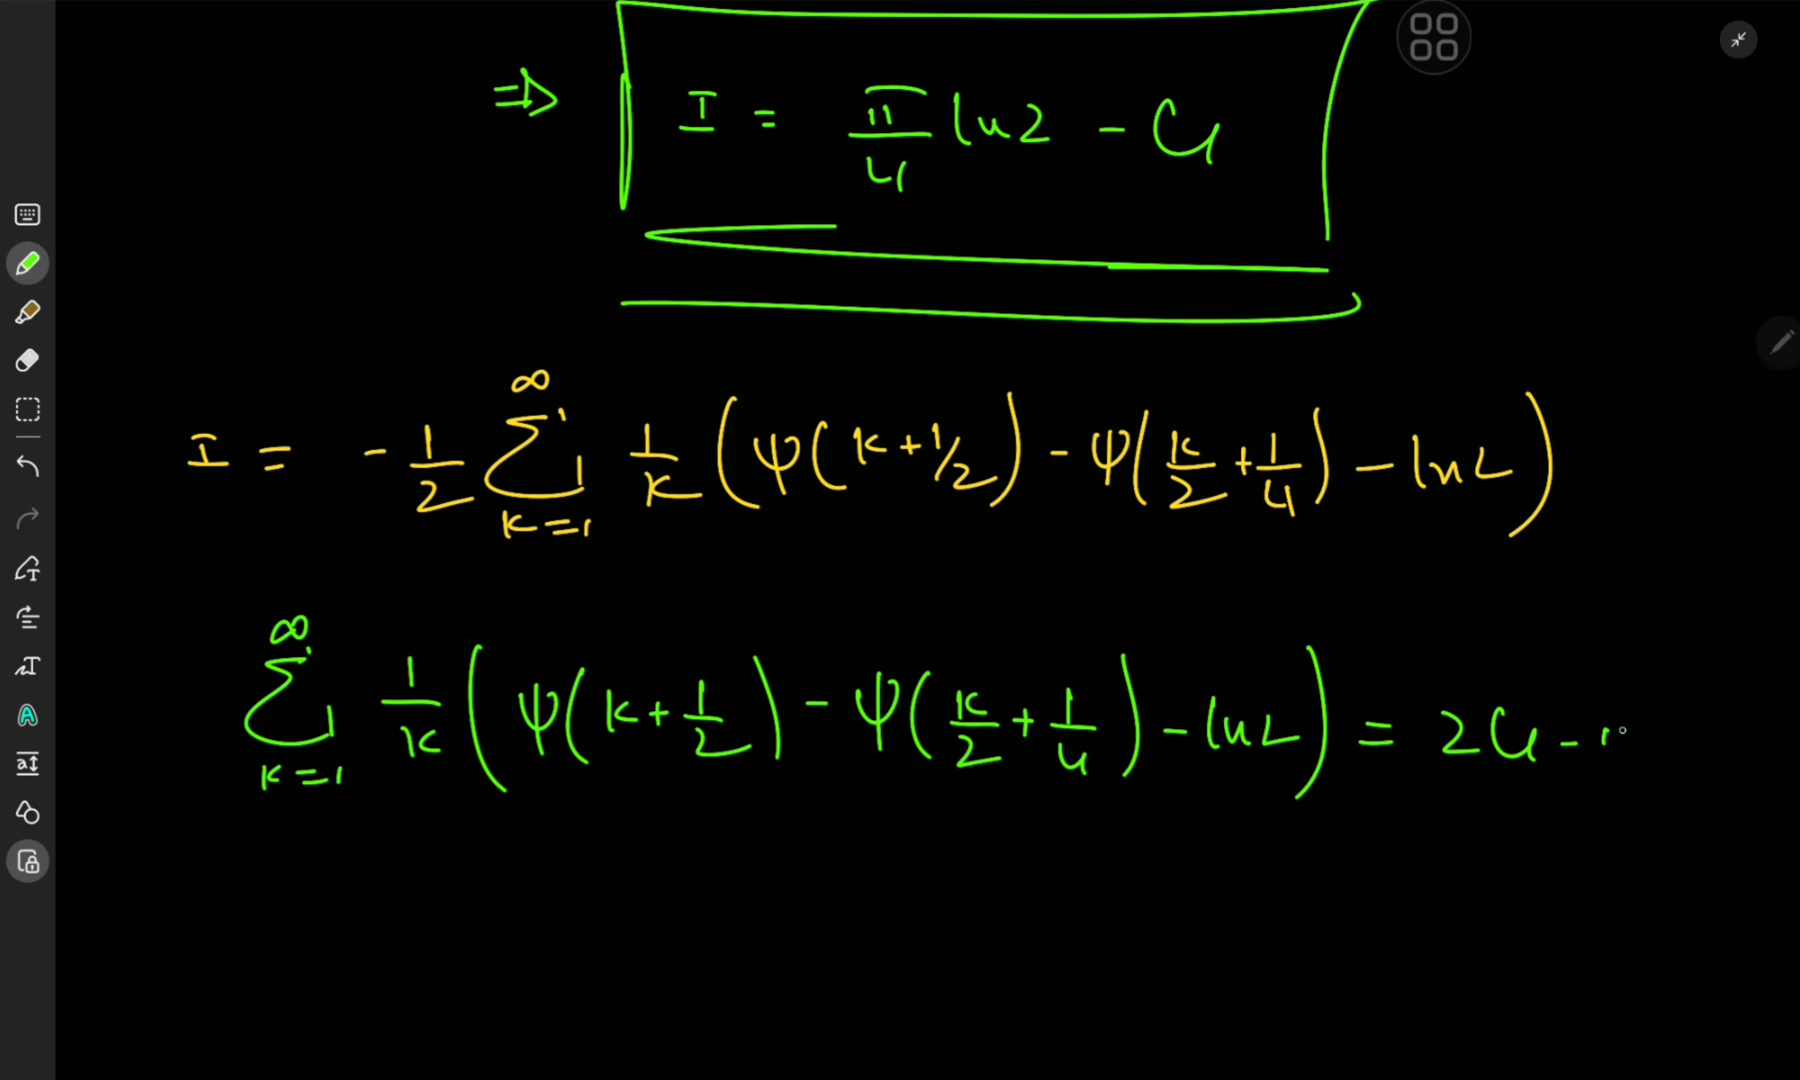 ⇒ I = π/4 ln2 - G
I = -1/2 ∑_{k=1}^{∞} 1/k (ψ(k+1/2) - ψ(k/2+1/4) - ln2)
∑_{k=1}^{∞} 1/k (ψ(k+1/2) - ψ(k/2+1/4) - ln2) = 2G -